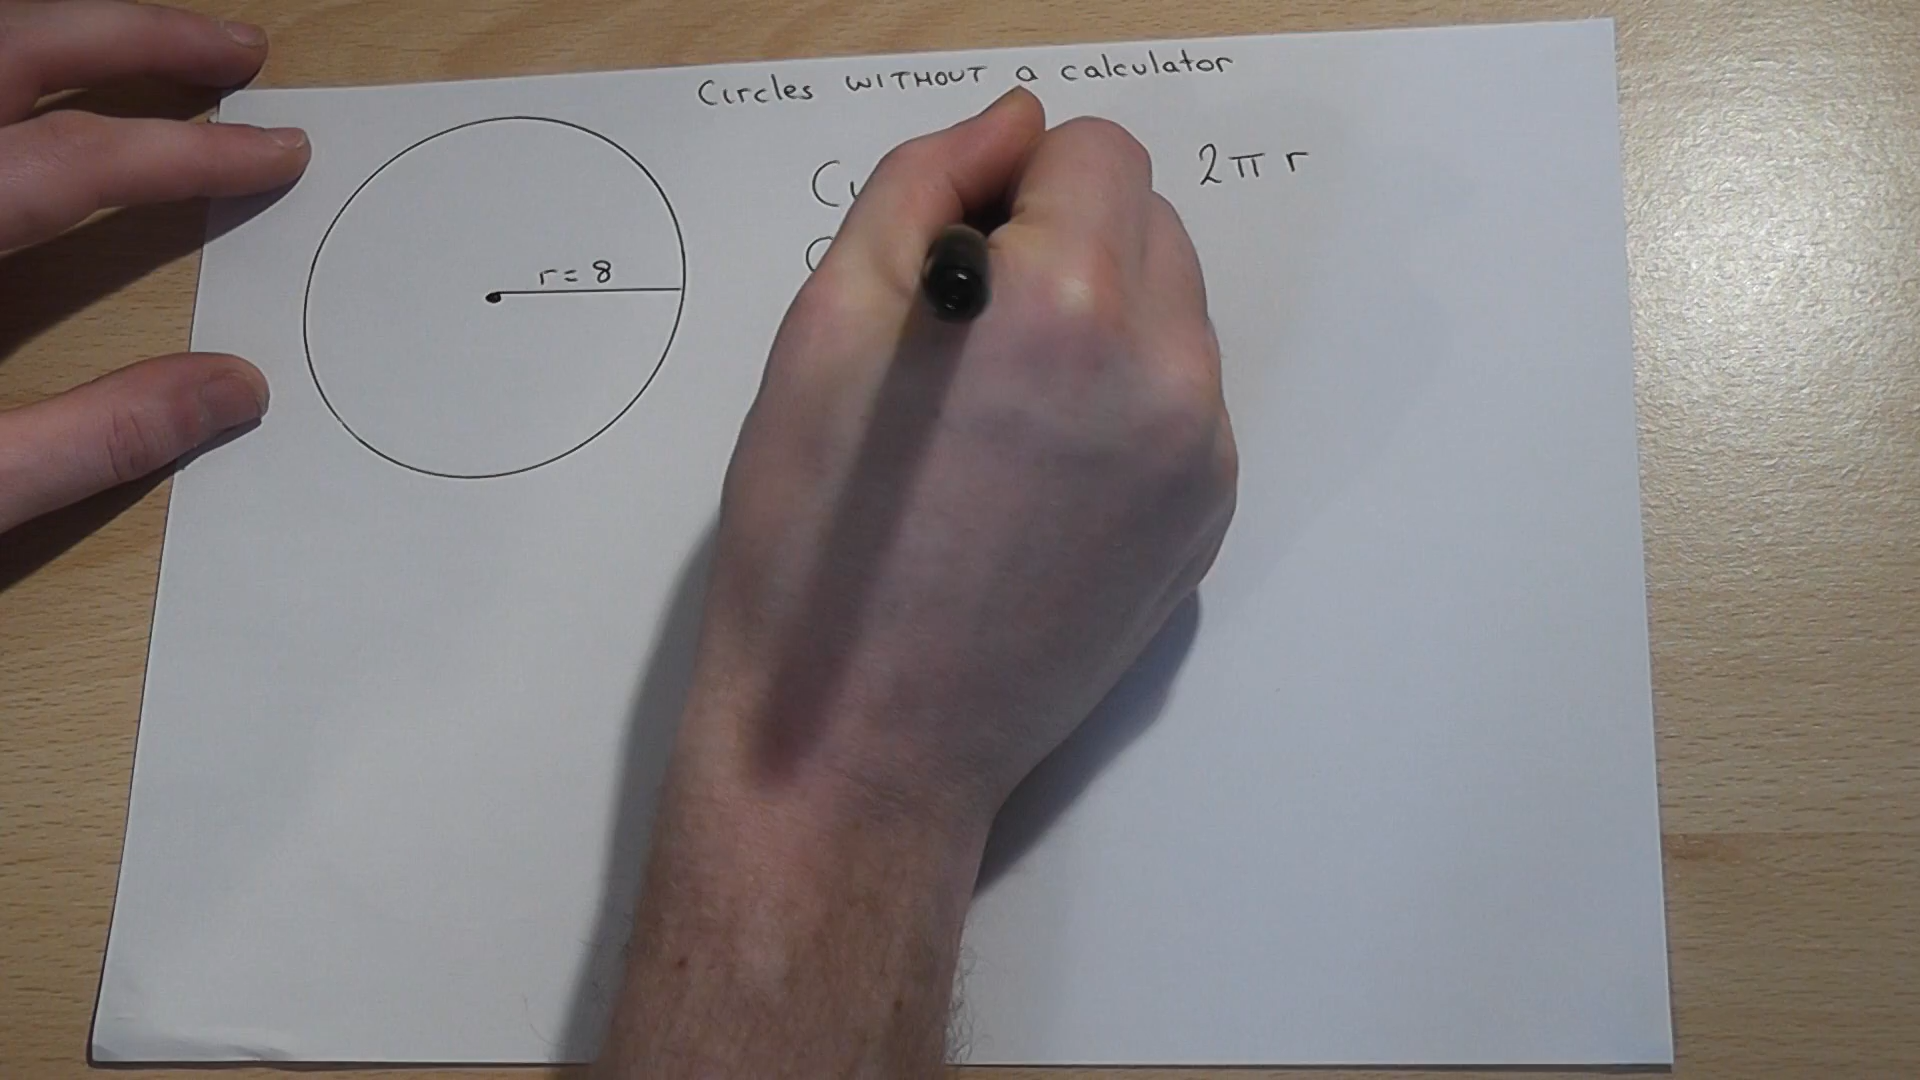 Circles WITHOUT a calculator
2π r
r = 8